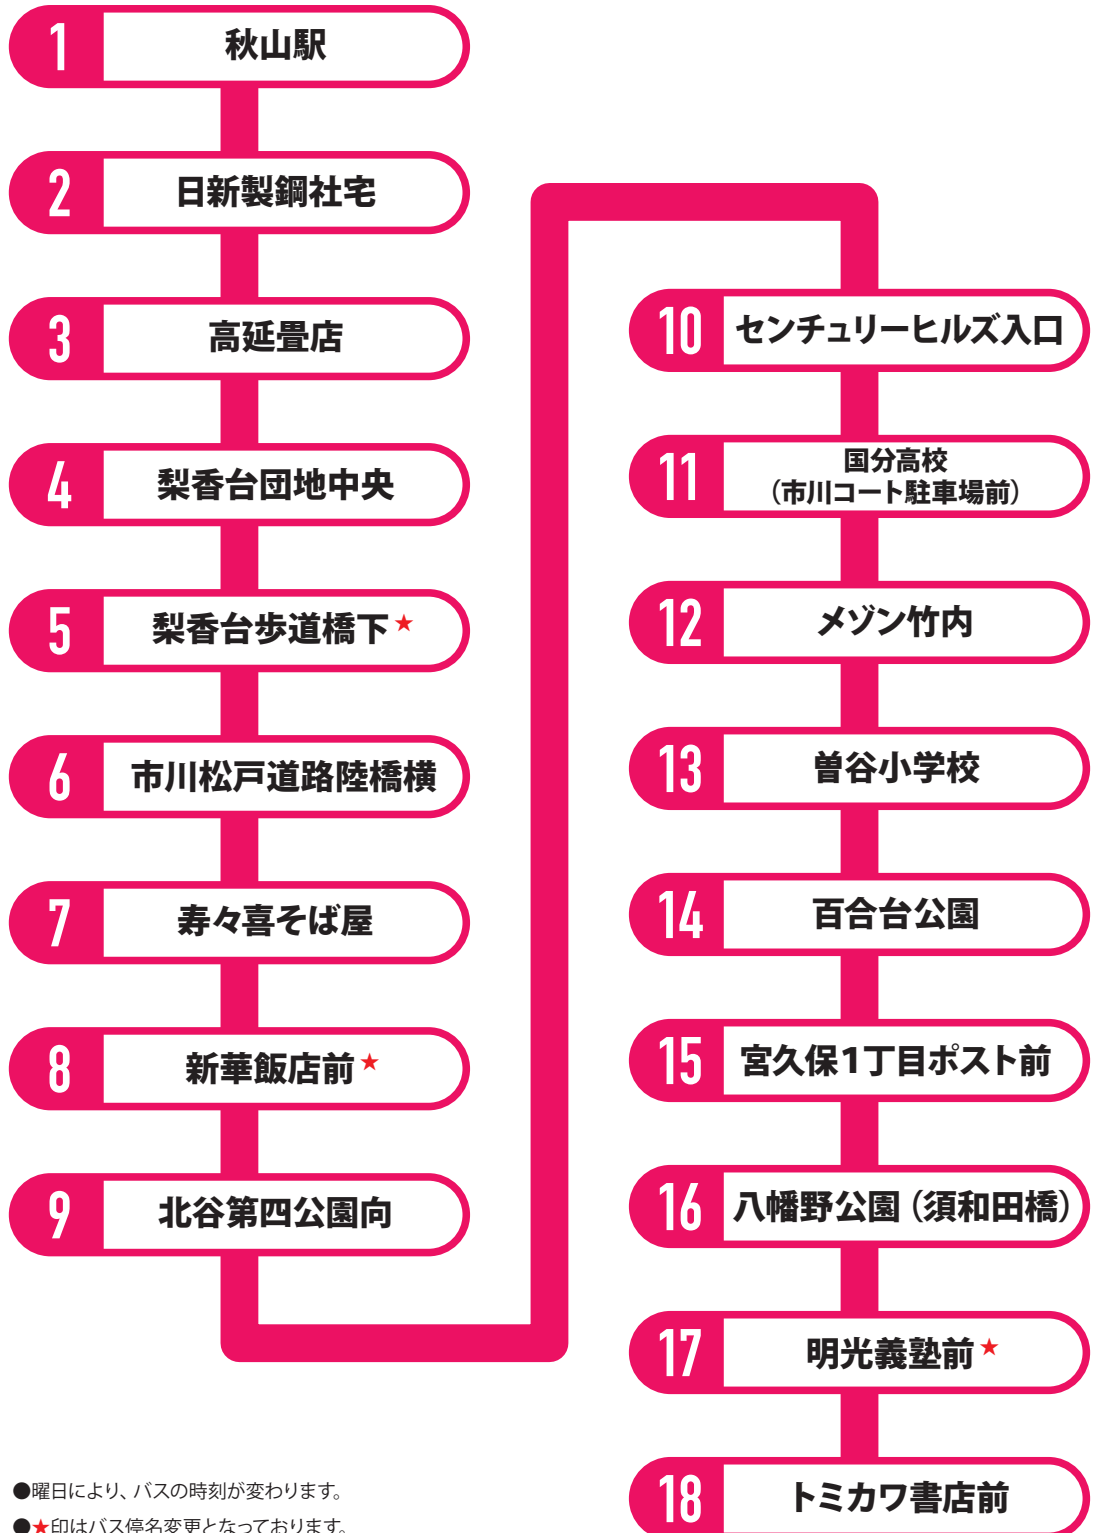 1 秋山駅
2 日新製鋼社宅
3 高延畳店
4 梨香台団地中央
5 梨香台歩道橋下★
6 市川松戸道路陸橋横
7 寿々喜そば屋
8 新華飯店前★
9 北谷第四公園向
10 センチュリーヒルズ入口
11 国分高校
（市川コート駐車場前）
12 メゾン竹内
13 曽谷小学校
14 百合台公園
15 宮久保1丁目ポスト前
16 八幡野公園（須和田橋）
17 明光義塾前★
18 トミカワ書店前
●曜日により、バスの時刻が変わります。
●★印はバス停名変更となっております。